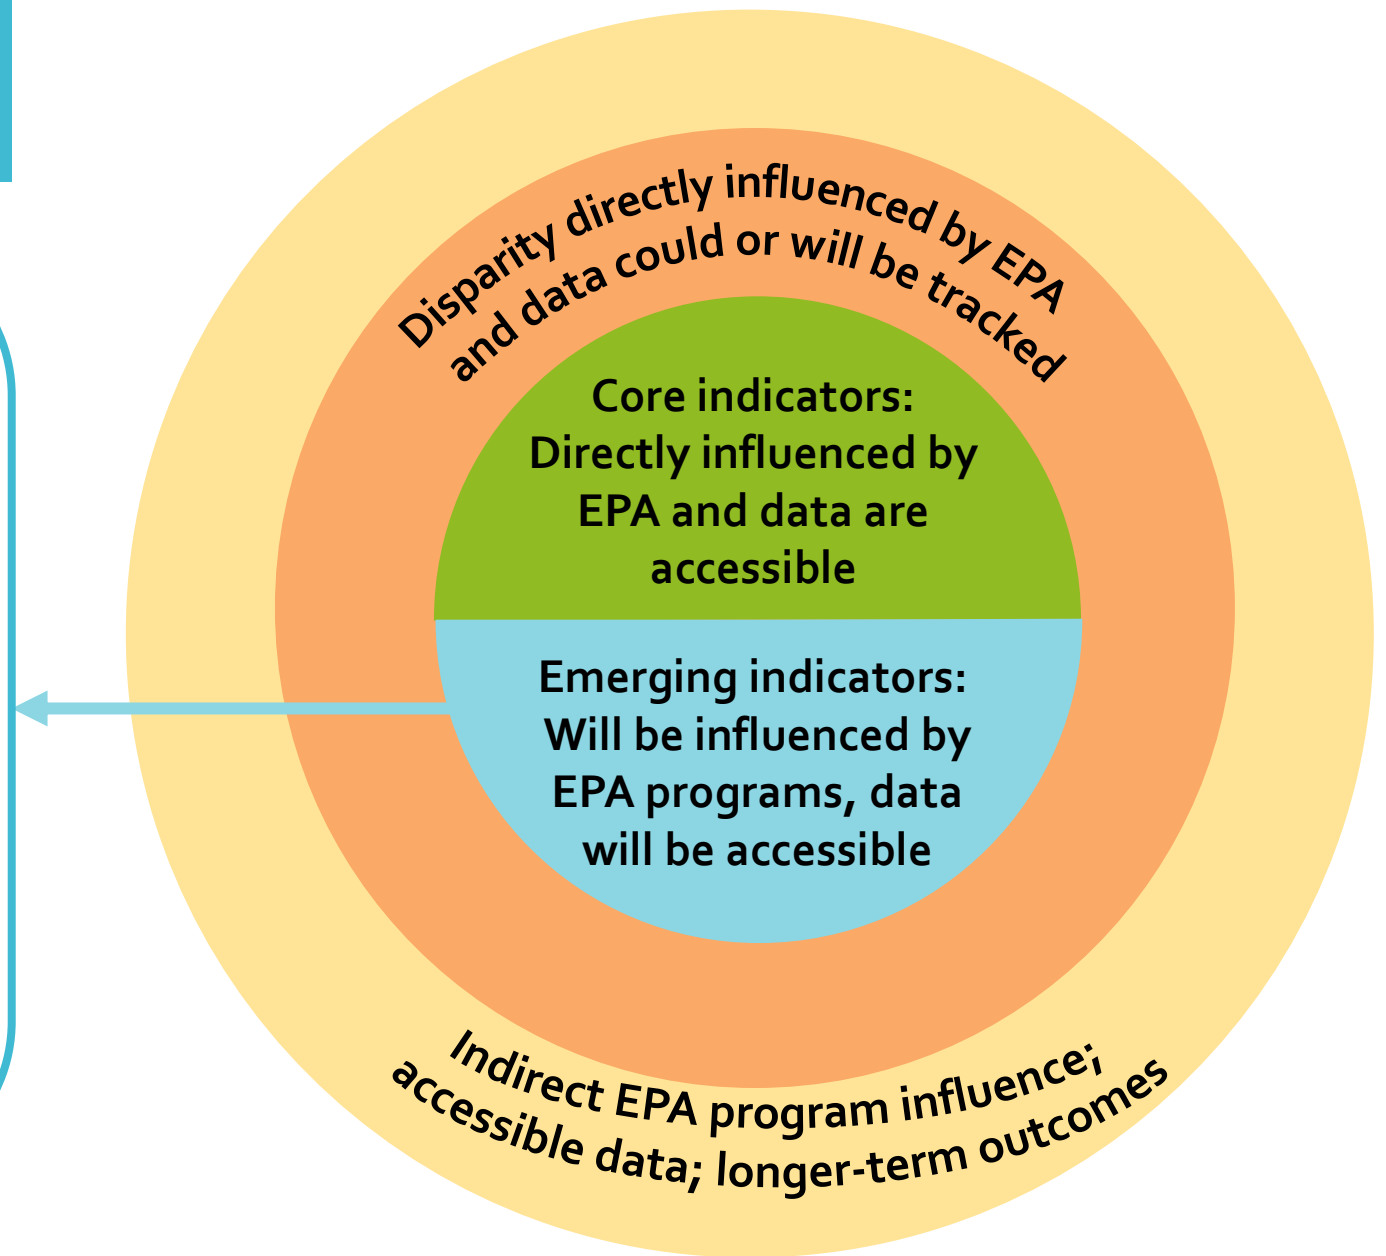 Disparity directly influenced by EPA
and data could or will be tracked
Core indicators:
Directly influenced by
EPA and data are
accessible
Emerging indicators:
Will be influenced by
EPA programs, data
will be accessible
Indirect EPA program influence;
accessible data; longer-term outcomes